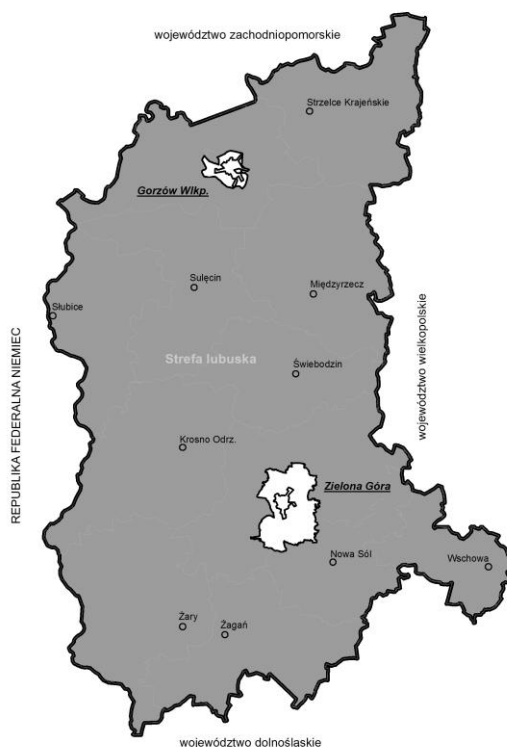 województwo zachodniopomorskie
Strzelce Krajeńskie
Gorzów Wlkp.
Sulęcin
Międzyrzecz
Słubice
Strefa lubuska
Świebodzin
REPUBLIKA FEDERALNA NIEMIEC
województwo wielkopolskie
Krosno Odrz.
Zielona Góra
Nowa Sól
Wschowa
Żary
Żagań
województwo dolnośląskie